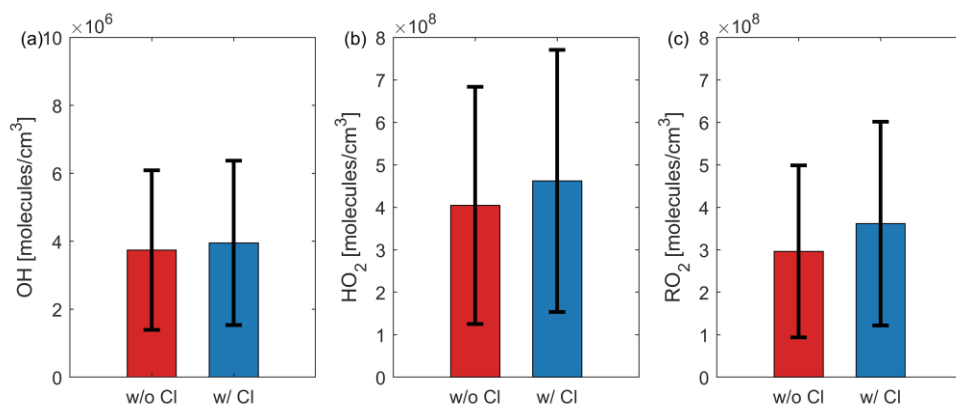 (a)
×10^6
10
8
6
4
2
0
OH [molecules/cm^3]
w/o Cl
w/ Cl
(b)
×10^8
8
7
6
5
4
3
2
1
0
HO_2 [molecules/cm^3]
w/o Cl
w/ Cl
(c)
×10^8
8
7
6
5
4
3
2
1
0
RO_2 [molecules/cm^3]
w/o Cl
w/ Cl